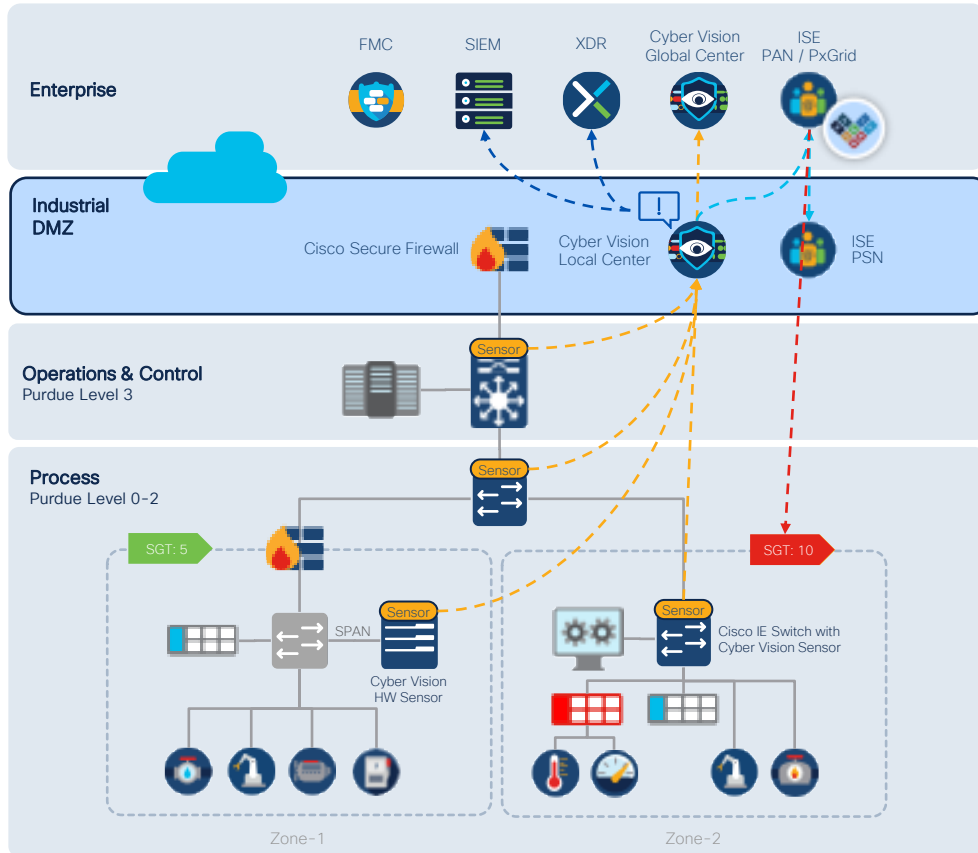 FMC
SIEM
XDR
Cyber Vision
Global Center
ISE
PAN / PxGrid
Enterprise
Industrial
DMZ
Cisco Secure Firewall
!
Cyber Vision
Local Center
ISE
PSN
Operations & Control
Purdue Level 3
Sensor
Process
Purdue Level 0-2
Sensor
SGT: 5
SGT: 10
SPAN
Sensor
Cyber Vision
HW Sensor
Sensor
Cisco IE Switch with
Cyber Vision Sensor
Zone-1
Zone-2